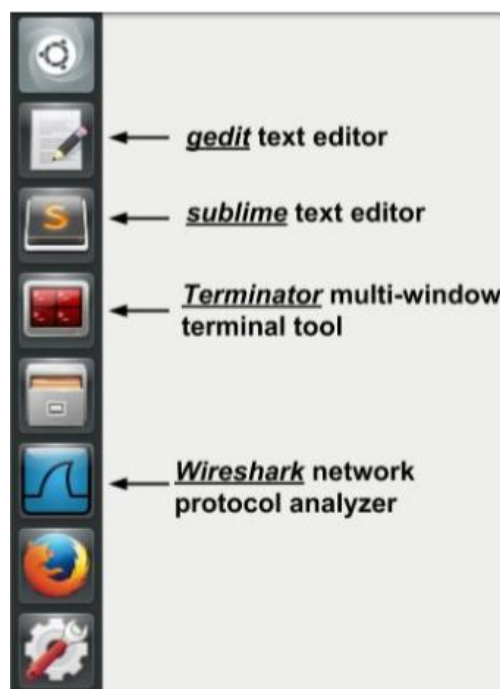 gedit text editor
S
sublime text editor
Terminator multi-window
terminal tool
Wireshark network
protocol analyzer